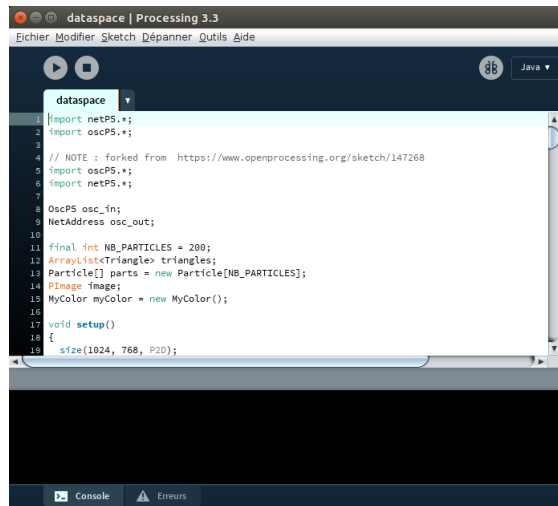 dataspace | Processing 3.3
Fichier Modifier Sketch Dépanner Outils Aide
Java ▼
dataspace ▼
1 import netP5.*;
2 import oscP5.*;
3
4 // NOTE : forked from  https://www.openprocessing.org/sketch/147268
5 import oscP5.*;
6 import netP5.*;
7
8 OscP5 osc_in;
9 NetAddress osc_out;
10
11 final int NB_PARTICLES = 200;
12 ArrayList<Triangle> triangles;
13 Particle[] parts = new Particle[NB_PARTICLES];
14 PImage image;
15 MyColor myColor = new MyColor();
16
17 void setup()
18 {
19   size(1024, 768, P2D);
Console Erreurs